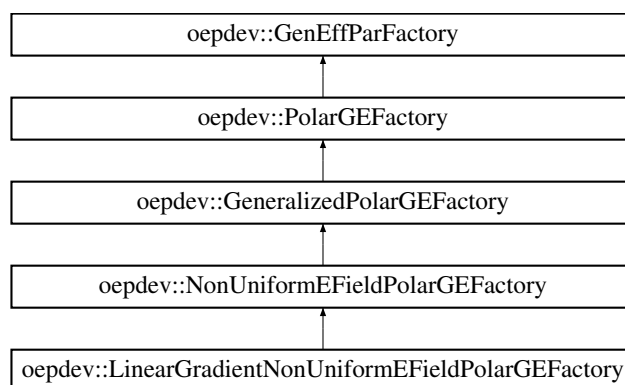 oepdev::GenEffParFactory
oepdev::PolarGEFactory
oepdev::GeneralizedPolarGEFactory
oepdev::NonUniformEFieldPolarGEFactory
oepdev::LinearGradientNonUniformEFieldPolarGEFactory